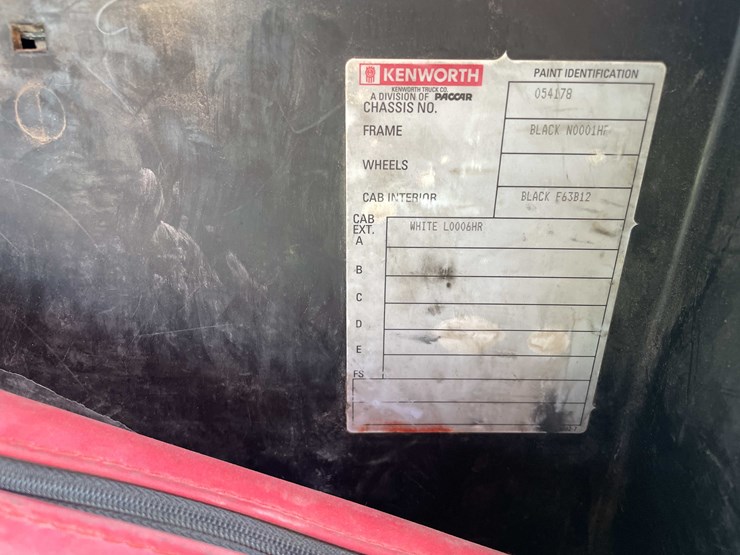 KENWORTH
KENWORTH TRUCK CO.
A DIVISION OF PACCAR
PAINT IDENTIFICATION
CHASSIS NO. 054178
FRAME BLACK N0001HF
WHEELS
CAB INTERIOR BLACK F63B12
CAB
EXT.
A WHITE L0006HR
B
C
D
E
FS